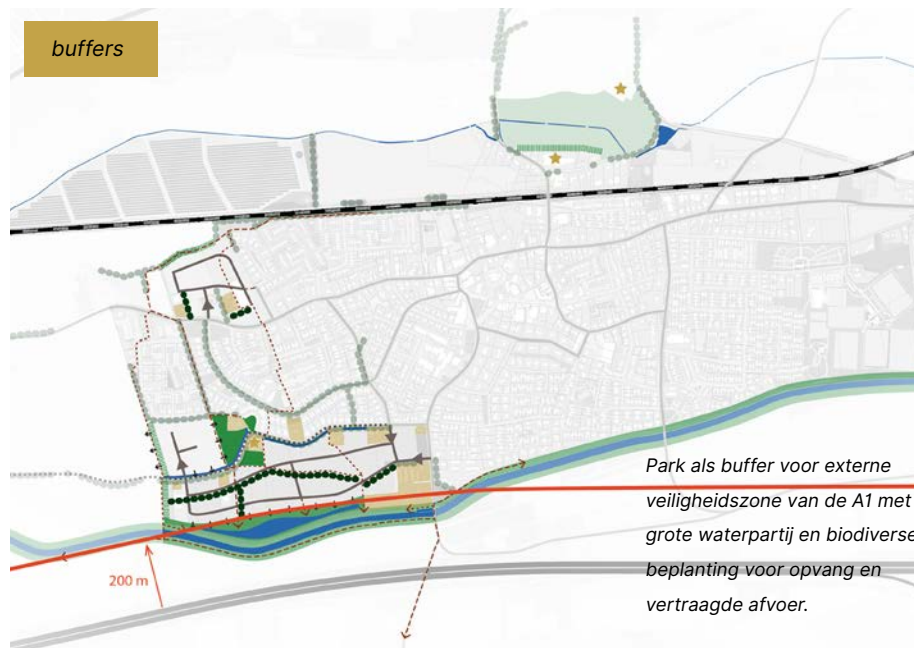 buffers
Park als buffer voor externe
veiligheidszone van de A1 met
grote waterpartij en biodiverse
beplanting voor opvang en
vertraagde afvoer.
200 m